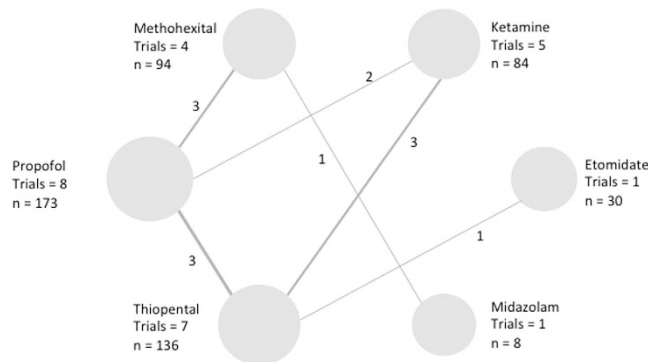 Methohexital
Trials = 4
n = 94
Ketamine
Trials = 5
n = 84
2
3
3
1
Propofol
Trials = 8
n = 173
Etomidate
Trials = 1
n = 30
1
3
Thiopental
Trials = 7
n = 136
Midazolam
Trials = 1
n = 8